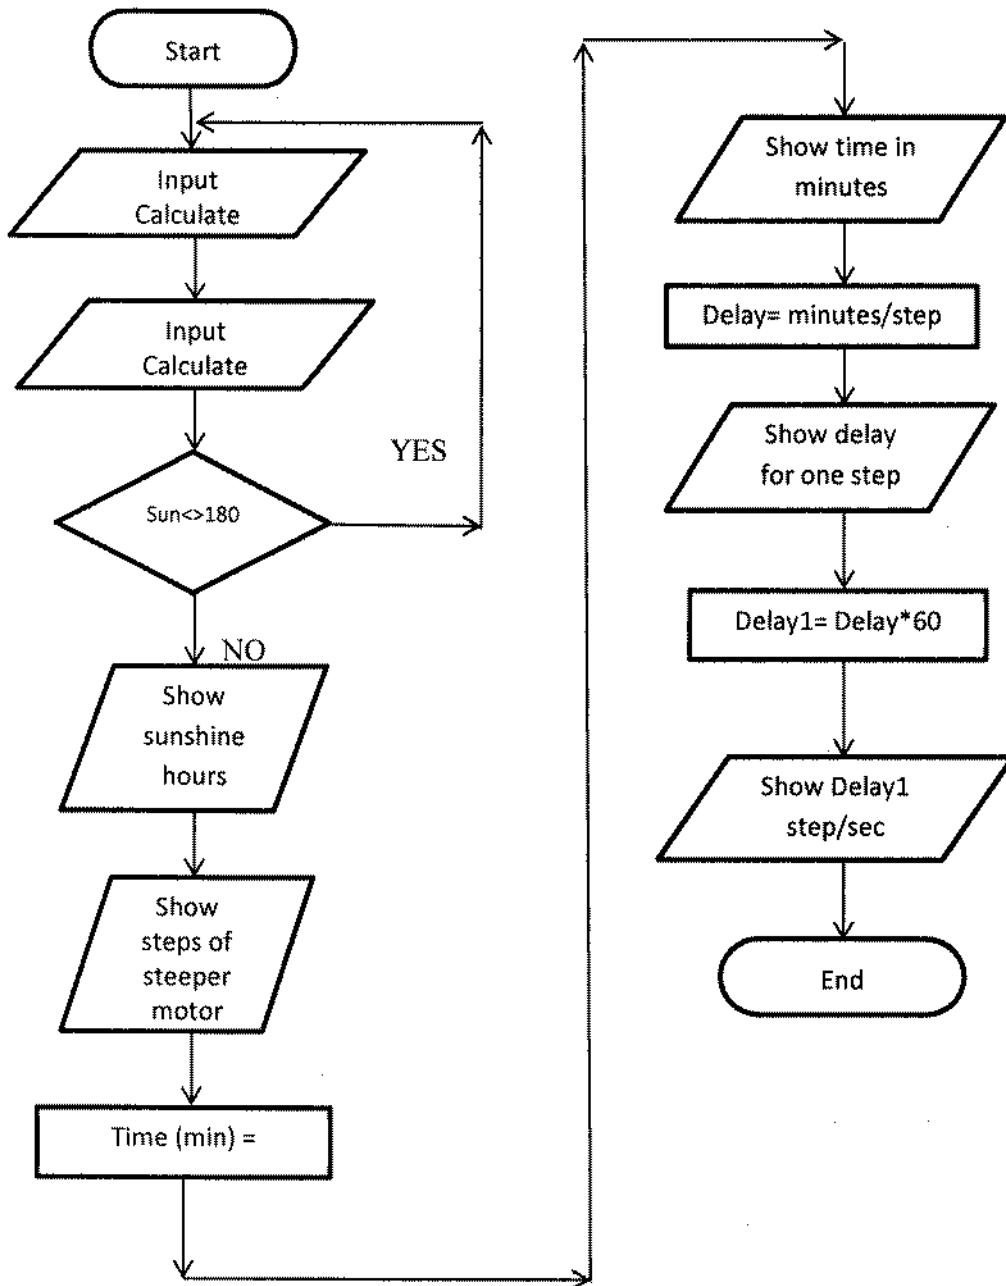 Start
Input
Calculate
Input
Calculate
YES
Sun<>180
NO
Show
sunshine
hours
Show
steps of
steeper
motor
Time (min) =
Show time in
minutes
Delay= minutes/step
Show delay
for one step
Delay1= Delay*60
Show Delay1
step/sec
End